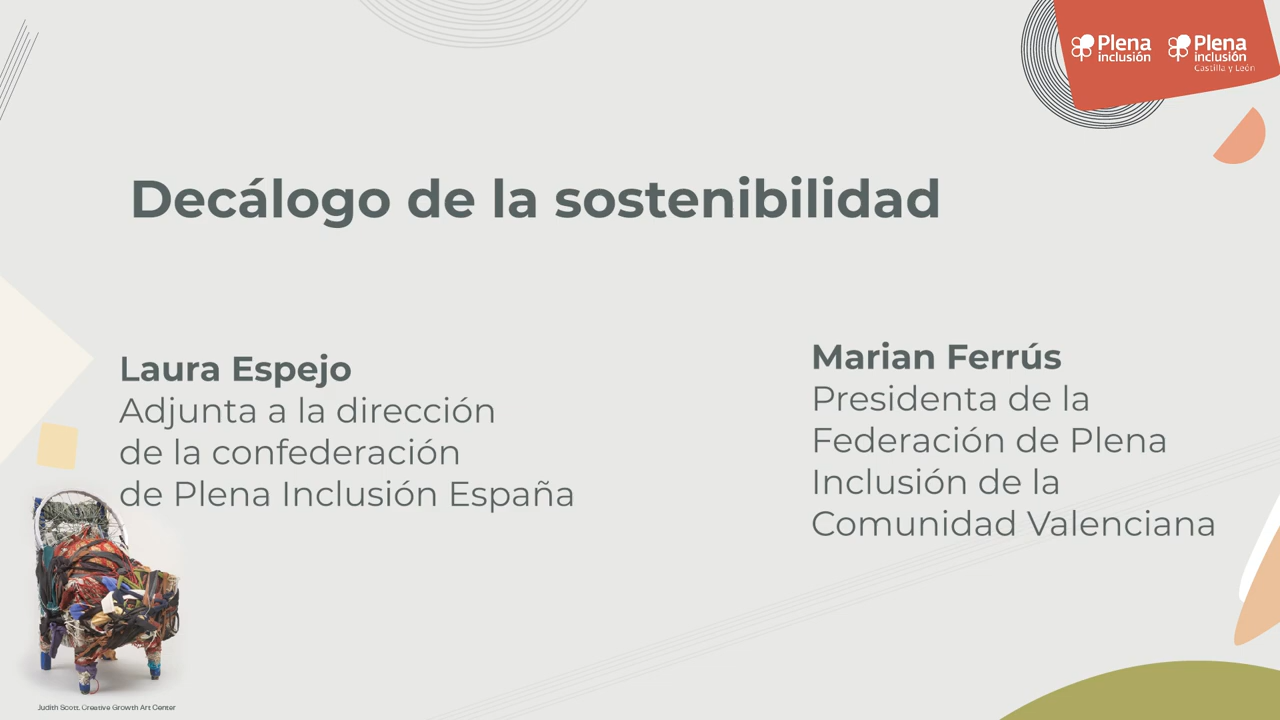 Plena inclusión
Plena inclusión
Castilla y León
Decálogo de la sostenibilidad
Laura Espejo
Adjunta a la dirección
de la confederación
de Plena Inclusión España
Marian Ferrús
Presidenta de la
Federación de Plena
Inclusión de la
Comunidad Valenciana
Judith Scott. Creative Growth Art Center